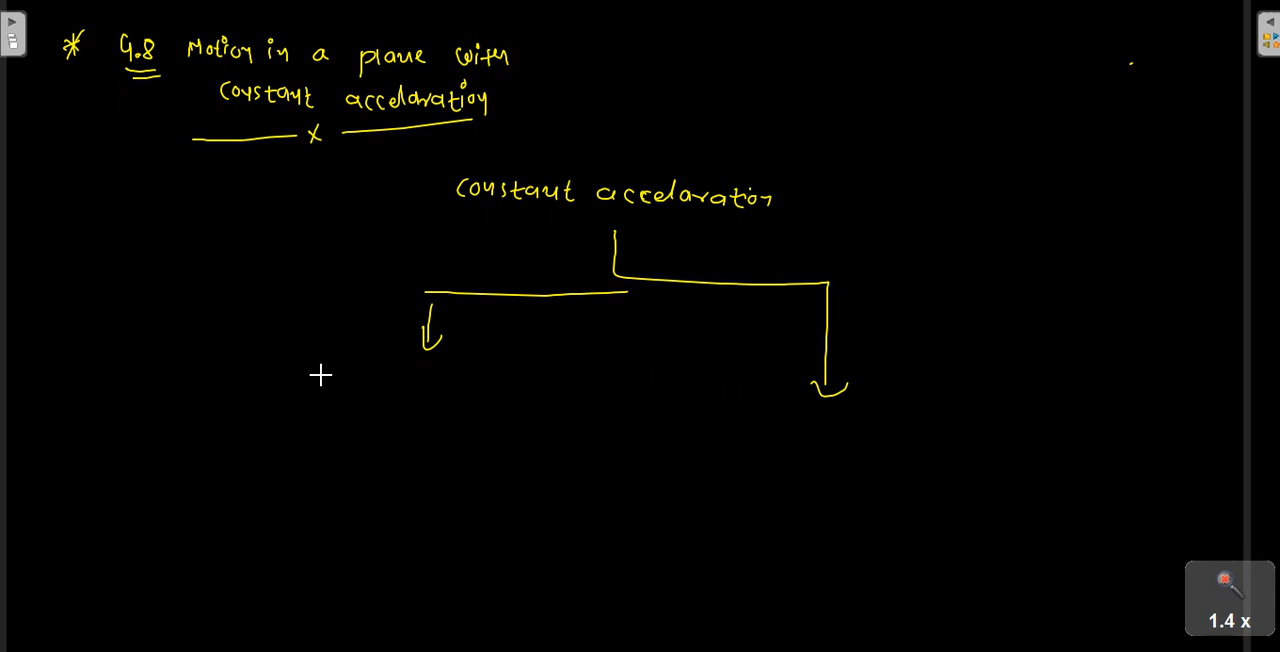 * 4.8 Motion in a plane with
constant accelaration
x
constant accelaration
1.4 x